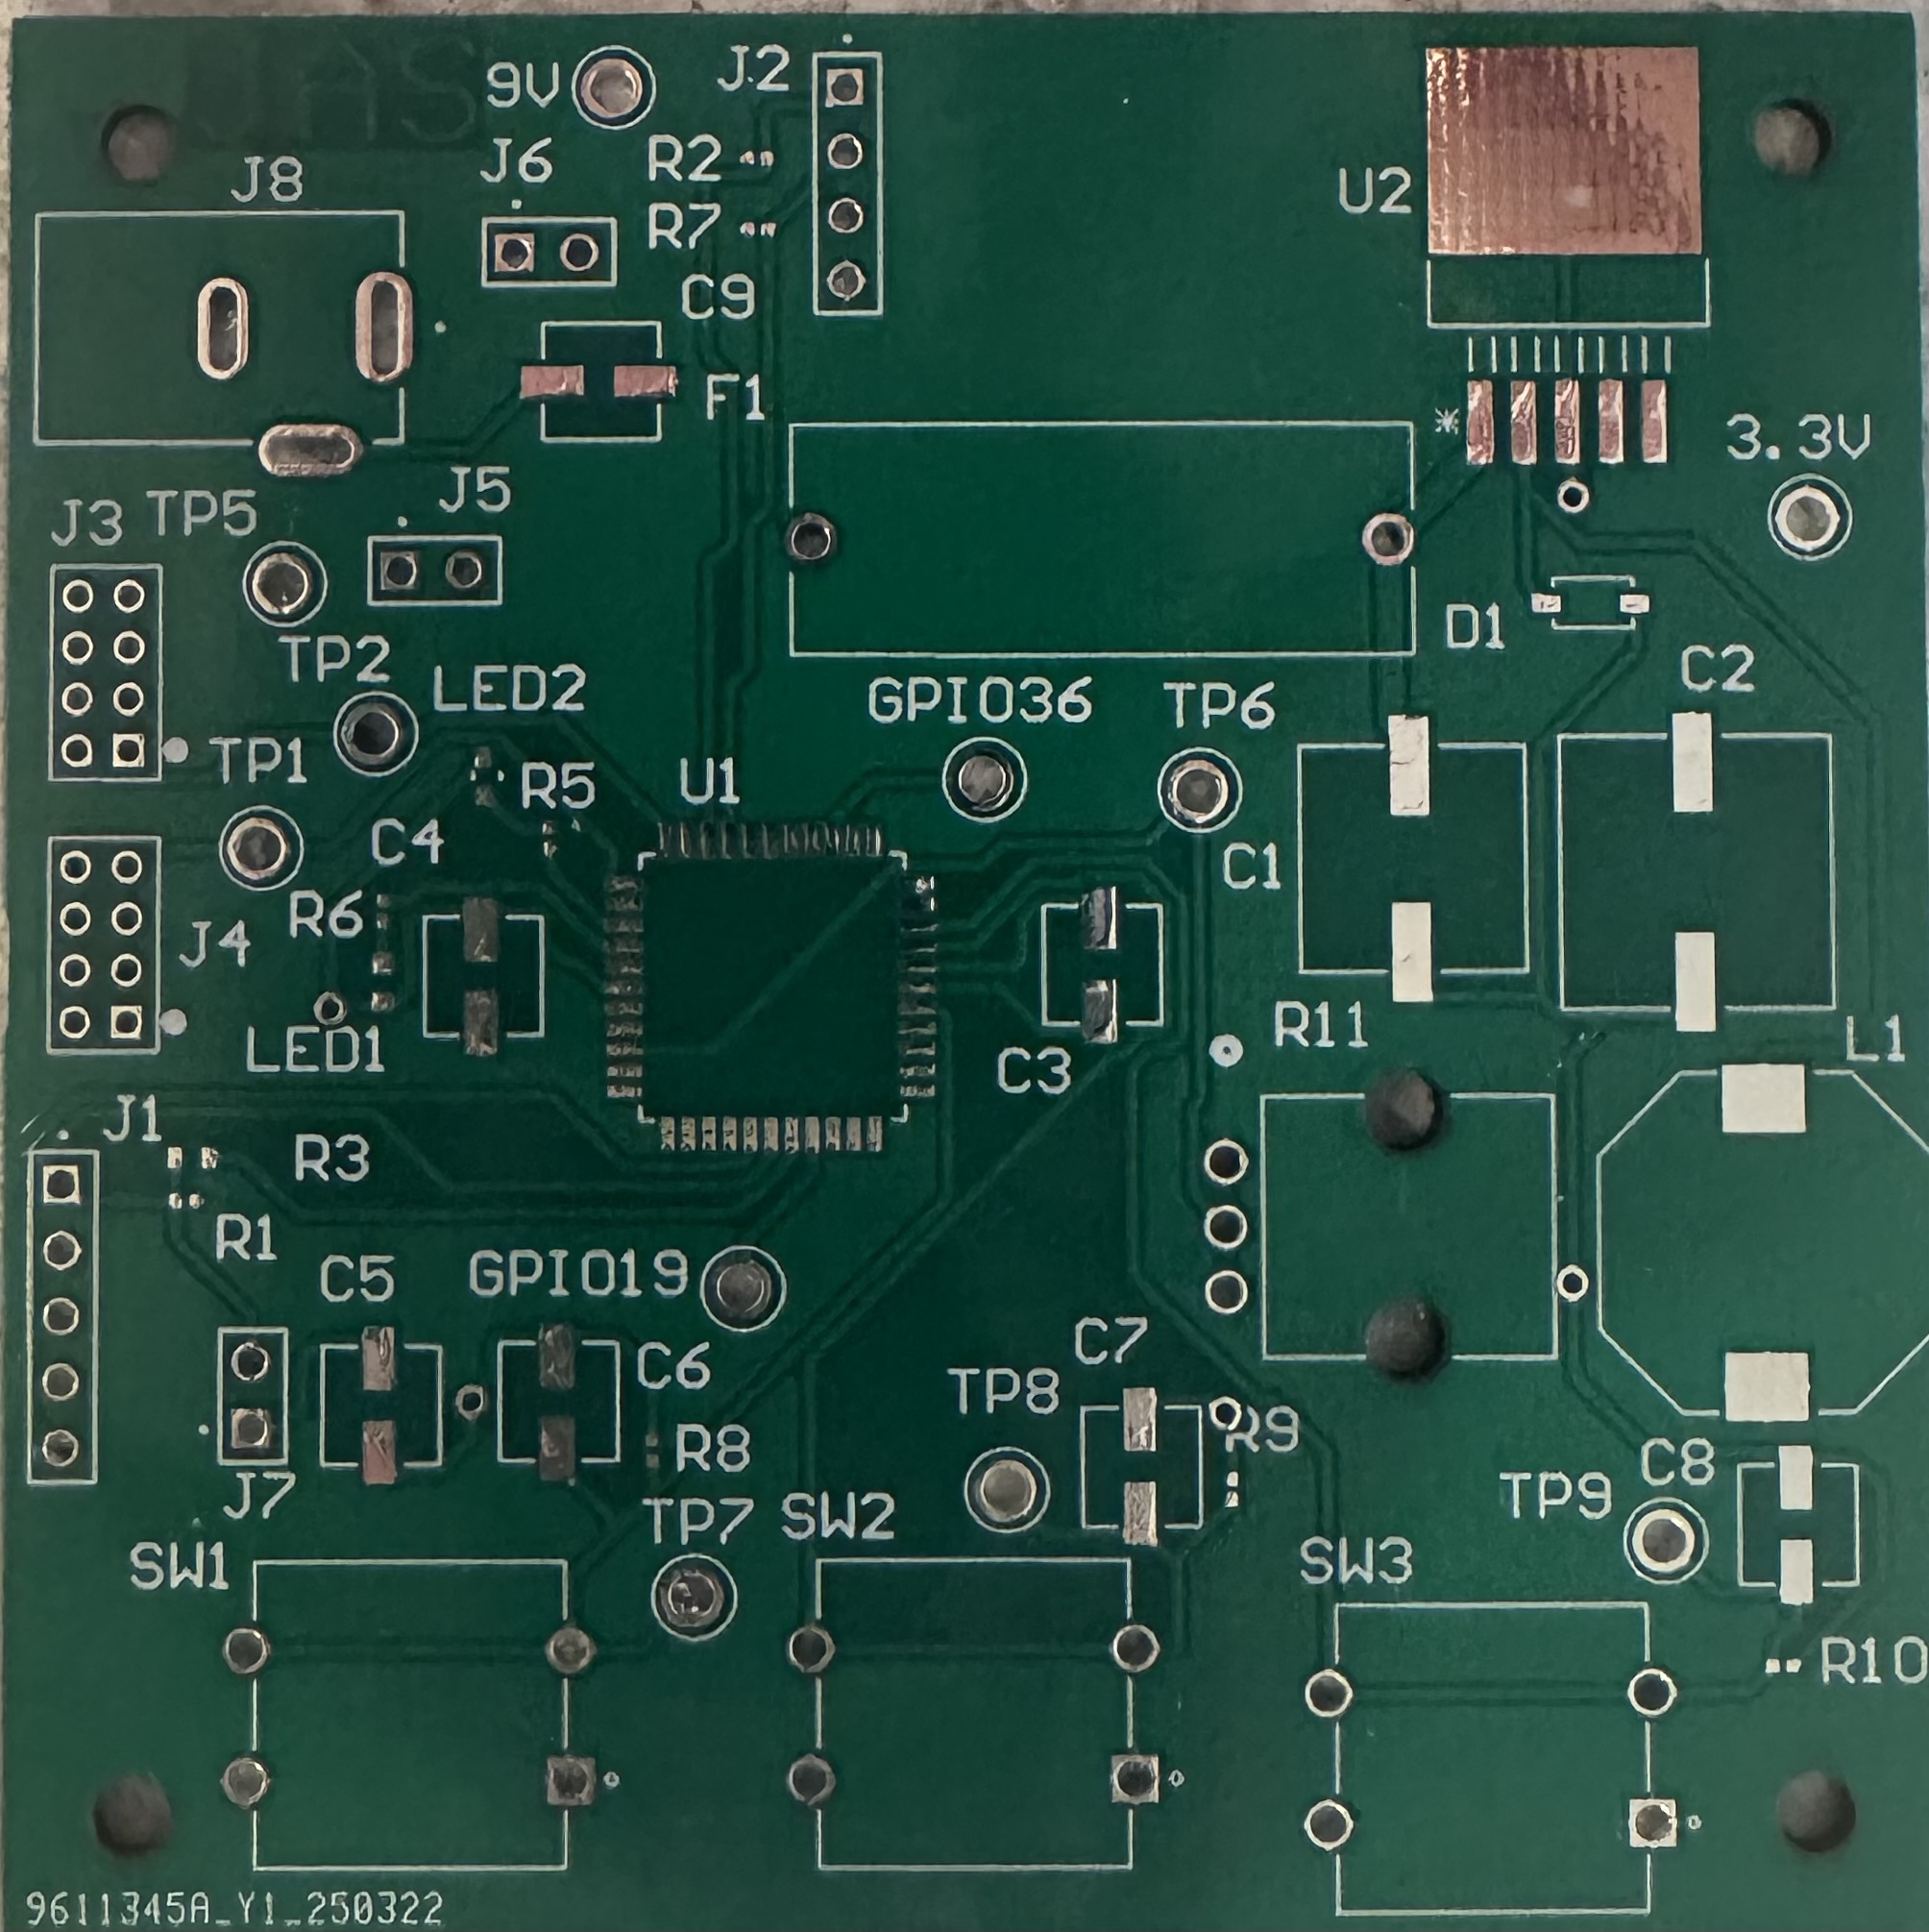 JAS
9V
J2
R2
J6
J8
U2
R7
C9
F1
* 3.3V
J5
J3 TP5
D1
TP2
C2
LED2
GPIO36 TP6
TP1
R5 U1
C4
C1
R6
J4
R11
L1
LED1
C3
J1
R3
R1
C5 GPIO19
C7
C6
TP8
R9
R8
C8
J7
TP9
TP7 SW2
SW1
SW3
R10
9611345A_Y1_250322